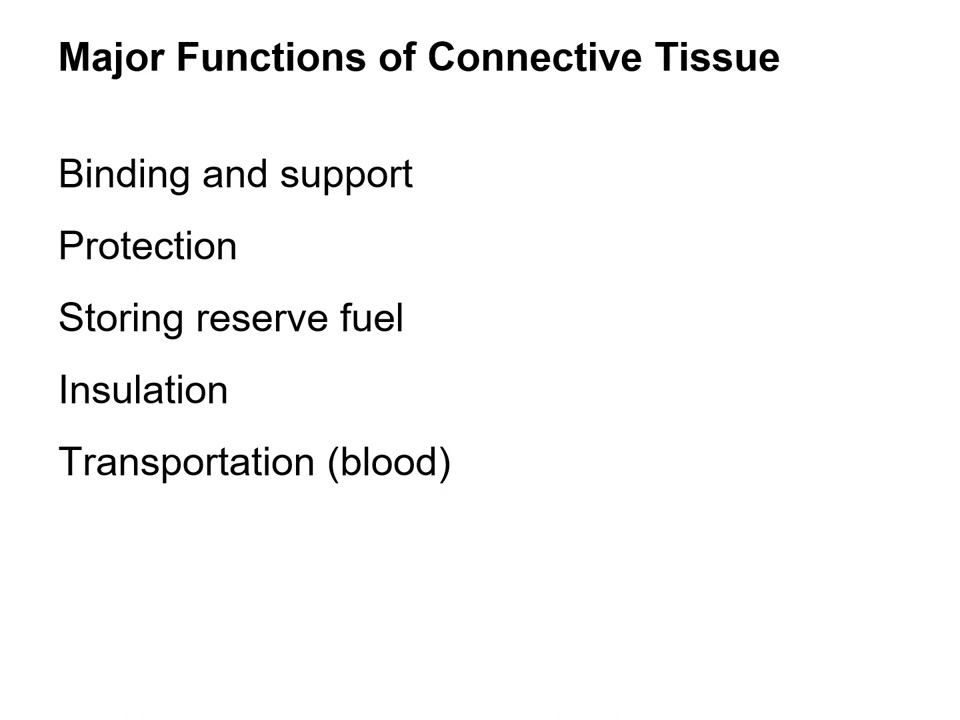 Major Functions of Connective Tissue
Binding and support
Protection
Storing reserve fuel
Insulation
Transportation (blood)